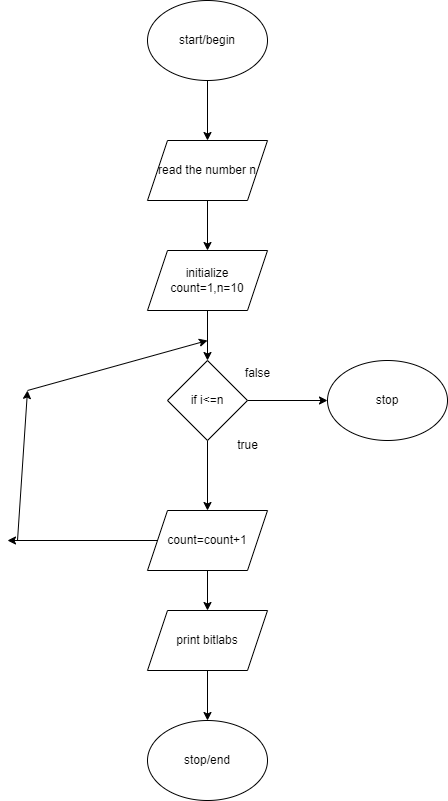 start/begin
read the number n
initialize
count=1,n=10
false
if i<=n
stop
true
count=count+1
print bitlabs
stop/end